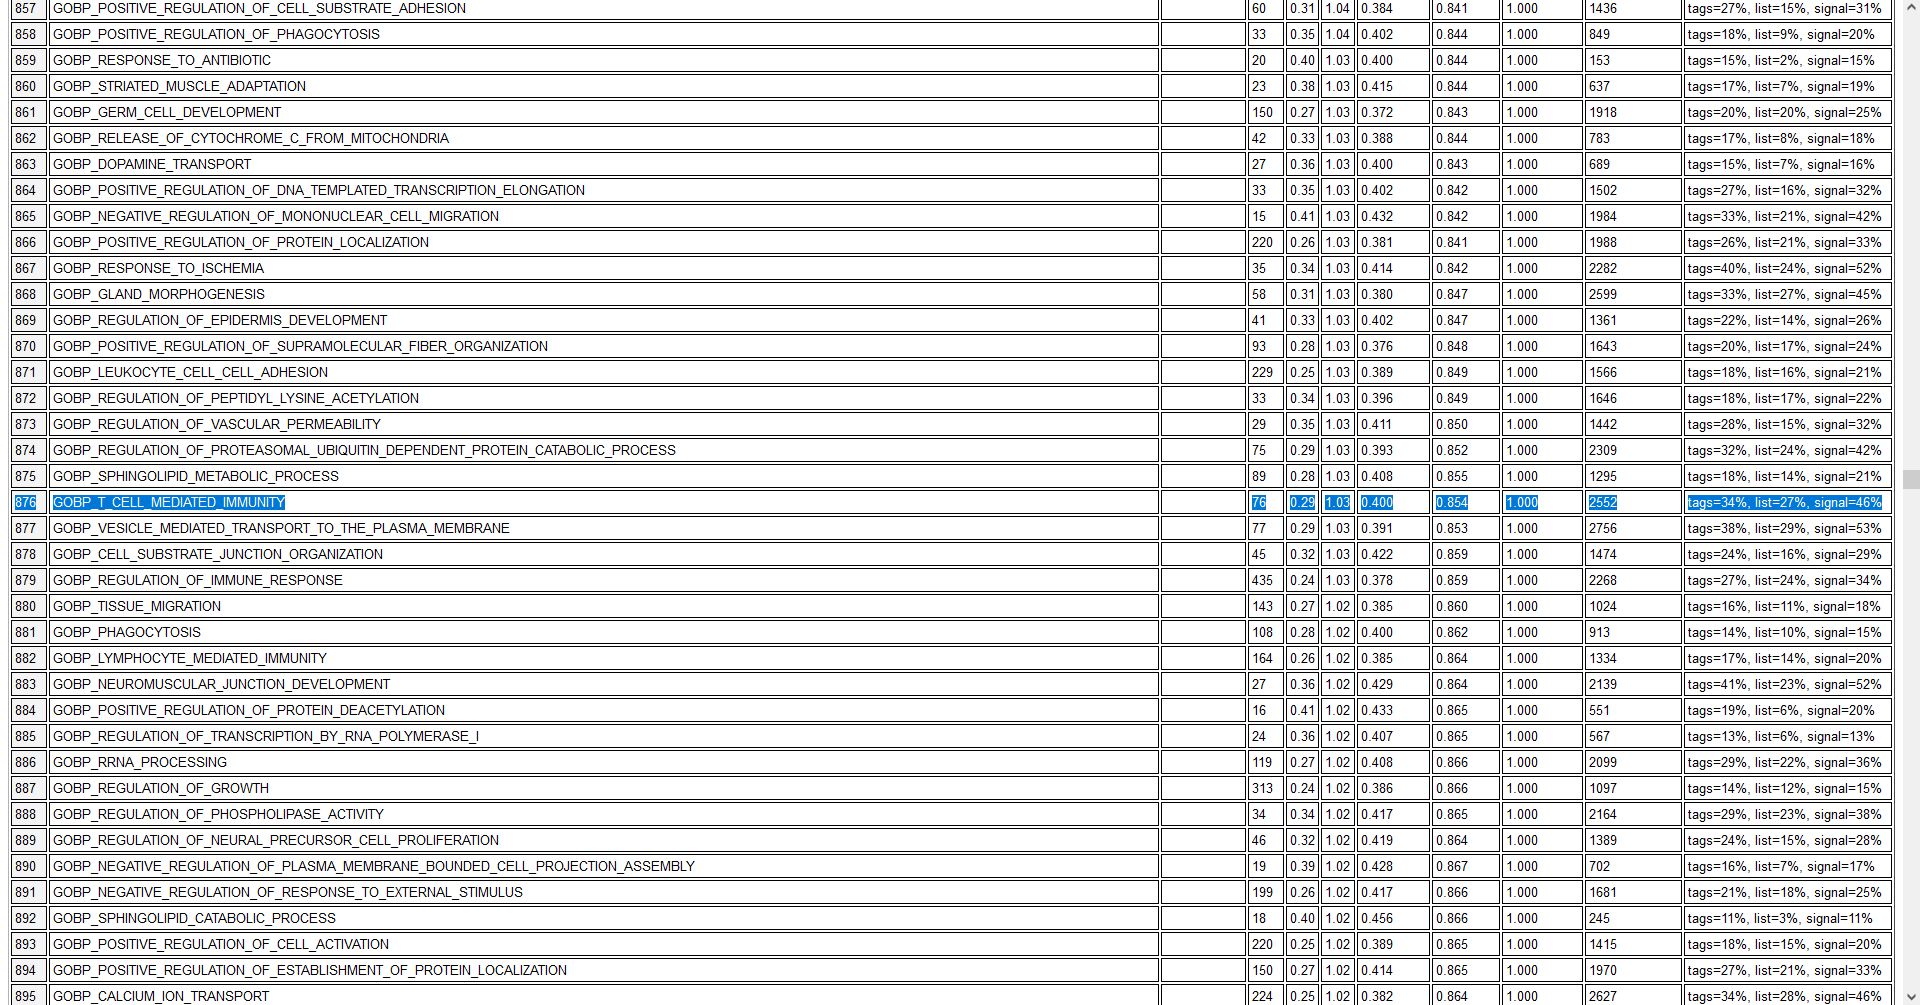 857 GOBP_POSITIVE_REGULATION_OF_CELL_SUBSTRATE_ADHESION 60 0.31 1.04 0.384 0.841 1.000 1436 tags=27%, list=15%, signal=31%
858 GOBP_POSITIVE_REGULATION_OF_PHAGOCYTOSIS 33 0.35 1.04 0.402 0.844 1.000 849 tags=18%, list=9%, signal=20%
859 GOBP_RESPONSE_TO_ANTIBIOTIC 20 0.40 1.03 0.400 0.844 1.000 153 tags=15%, list=2%, signal=15%
860 GOBP_STRIATED_MUSCLE_ADAPTATION 23 0.38 1.03 0.415 0.844 1.000 637 tags=17%, list=7%, signal=19%
861 GOBP_GERM_CELL_DEVELOPMENT 150 0.27 1.03 0.372 0.843 1.000 1918 tags=20%, list=20%, signal=25%
862 GOBP_RELEASE_OF_CYTOCHROME_C_FROM_MITOCHONDRIA 42 0.33 1.03 0.388 0.844 1.000 783 tags=17%, list=8%, signal=18%
863 GOBP_DOPAMINE_TRANSPORT 27 0.36 1.03 0.400 0.843 1.000 689 tags=15%, list=7%, signal=16%
864 GOBP_POSITIVE_REGULATION_OF_DNA_TEMPLATED_TRANSCRIPTION_ELONGATION 33 0.35 1.03 0.402 0.842 1.000 1502 tags=27%, list=16%, signal=32%
865 GOBP_NEGATIVE_REGULATION_OF_MONONUCLEAR_CELL_MIGRATION 15 0.41 1.03 0.432 0.842 1.000 1984 tags=33%, list=21%, signal=42%
866 GOBP_POSITIVE_REGULATION_OF_PROTEIN_LOCALIZATION 220 0.26 1.03 0.381 0.841 1.000 1988 tags=26%, list=21%, signal=33%
867 GOBP_RESPONSE_TO_ISCHEMIA 35 0.34 1.03 0.414 0.842 1.000 2282 tags=40%, list=24%, signal=52%
868 GOBP_GLAND_MORPHOGENESIS 58 0.31 1.03 0.380 0.847 1.000 2599 tags=33%, list=27%, signal=45%
869 GOBP_REGULATION_OF_EPIDERMIS_DEVELOPMENT 41 0.33 1.03 0.402 0.847 1.000 1361 tags=22%, list=14%, signal=26%
870 GOBP_POSITIVE_REGULATION_OF_SUPRAMOLECULAR_FIBER_ORGANIZATION 93 0.28 1.03 0.376 0.848 1.000 1643 tags=20%, list=17%, signal=24%
871 GOBP_LEUKOCYTE_CELL_CELL_ADHESION 229 0.25 1.03 0.389 0.849 1.000 1566 tags=18%, list=16%, signal=21%
872 GOBP_REGULATION_OF_PEPTIDYL_LYSINE_ACETYLATION 33 0.34 1.03 0.396 0.849 1.000 1646 tags=18%, list=17%, signal=22%
873 GOBP_REGULATION_OF_VASCULAR_PERMEABILITY 29 0.35 1.03 0.411 0.850 1.000 1442 tags=28%, list=15%, signal=32%
874 GOBP_REGULATION_OF_PROTEASOMAL_UBIQUITIN_DEPENDENT_PROTEIN_CATABOLIC_PROCESS 75 0.29 1.03 0.393 0.852 1.000 2309 tags=32%, list=24%, signal=42%
875 GOBP_SPHINGOLIPID_METABOLIC_PROCESS 89 0.28 1.03 0.408 0.855 1.000 1295 tags=18%, list=14%, signal=21%
876 GOBP_T_CELL_MEDIATED_IMMUNITY 76 0.29 1.03 0.400 0.854 1.000 2552 tags=34%, list=27%, signal=46%
877 GOBP_VESICLE_MEDIATED_TRANSPORT_TO_THE_PLASMA_MEMBRANE 77 0.29 1.03 0.391 0.853 1.000 2756 tags=38%, list=29%, signal=53%
878 GOBP_CELL_SUBSTRATE_JUNCTION_ORGANIZATION 45 0.32 1.03 0.422 0.859 1.000 1474 tags=24%, list=16%, signal=29%
879 GOBP_REGULATION_OF_IMMUNE_RESPONSE 435 0.24 1.03 0.378 0.859 1.000 2268 tags=27%, list=24%, signal=34%
880 GOBP_TISSUE_MIGRATION 143 0.27 1.02 0.385 0.860 1.000 1024 tags=16%, list=11%, signal=18%
881 GOBP_PHAGOCYTOSIS 108 0.28 1.02 0.400 0.862 1.000 913 tags=14%, list=10%, signal=15%
882 GOBP_LYMPHOCYTE_MEDIATED_IMMUNITY 164 0.26 1.02 0.385 0.864 1.000 1334 tags=17%, list=14%, signal=20%
883 GOBP_NEUROMUSCULAR_JUNCTION_DEVELOPMENT 27 0.36 1.02 0.429 0.864 1.000 2139 tags=41%, list=23%, signal=52%
884 GOBP_POSITIVE_REGULATION_OF_PROTEIN_DEACETYLATION 16 0.41 1.02 0.433 0.865 1.000 551 tags=19%, list=6%, signal=20%
885 GOBP_REGULATION_OF_TRANSCRIPTION_BY_RNA_POLYMERASE_I 24 0.36 1.02 0.407 0.865 1.000 567 tags=13%, list=6%, signal=13%
886 GOBP_RRNA_PROCESSING 119 0.27 1.02 0.408 0.866 1.000 2099 tags=29%, list=22%, signal=36%
887 GOBP_REGULATION_OF_GROWTH 313 0.24 1.02 0.386 0.866 1.000 1097 tags=14%, list=12%, signal=15%
888 GOBP_REGULATION_OF_PHOSPHOLIPASE_ACTIVITY 34 0.34 1.02 0.417 0.865 1.000 2164 tags=29%, list=23%, signal=38%
889 GOBP_REGULATION_OF_NEURAL_PRECURSOR_CELL_PROLIFERATION 46 0.32 1.02 0.419 0.864 1.000 1389 tags=24%, list=15%, signal=28%
890 GOBP_NEGATIVE_REGULATION_OF_PLASMA_MEMBRANE_BOUNDED_CELL_PROJECTION_ASSEMBLY 19 0.39 1.02 0.428 0.867 1.000 702 tags=16%, list=7%, signal=17%
891 GOBP_NEGATIVE_REGULATION_OF_RESPONSE_TO_EXTERNAL_STIMULUS 199 0.26 1.02 0.417 0.866 1.000 1681 tags=21%, list=18%, signal=25%
892 GOBP_SPHINGOLIPID_CATABOLIC_PROCESS 18 0.40 1.02 0.456 0.866 1.000 245 tags=11%, list=3%, signal=11%
893 GOBP_POSITIVE_REGULATION_OF_CELL_ACTIVATION 220 0.25 1.02 0.389 0.865 1.000 1415 tags=18%, list=15%, signal=20%
894 GOBP_POSITIVE_REGULATION_OF_ESTABLISHMENT_OF_PROTEIN_LOCALIZATION 150 0.27 1.02 0.414 0.865 1.000 1970 tags=27%, list=21%, signal=33%
895 GOBP_CALCIUM_ION_TRANSPORT 224 0.25 1.02 0.382 0.864 1.000 2627 tags=34%, list=28%, signal=46%